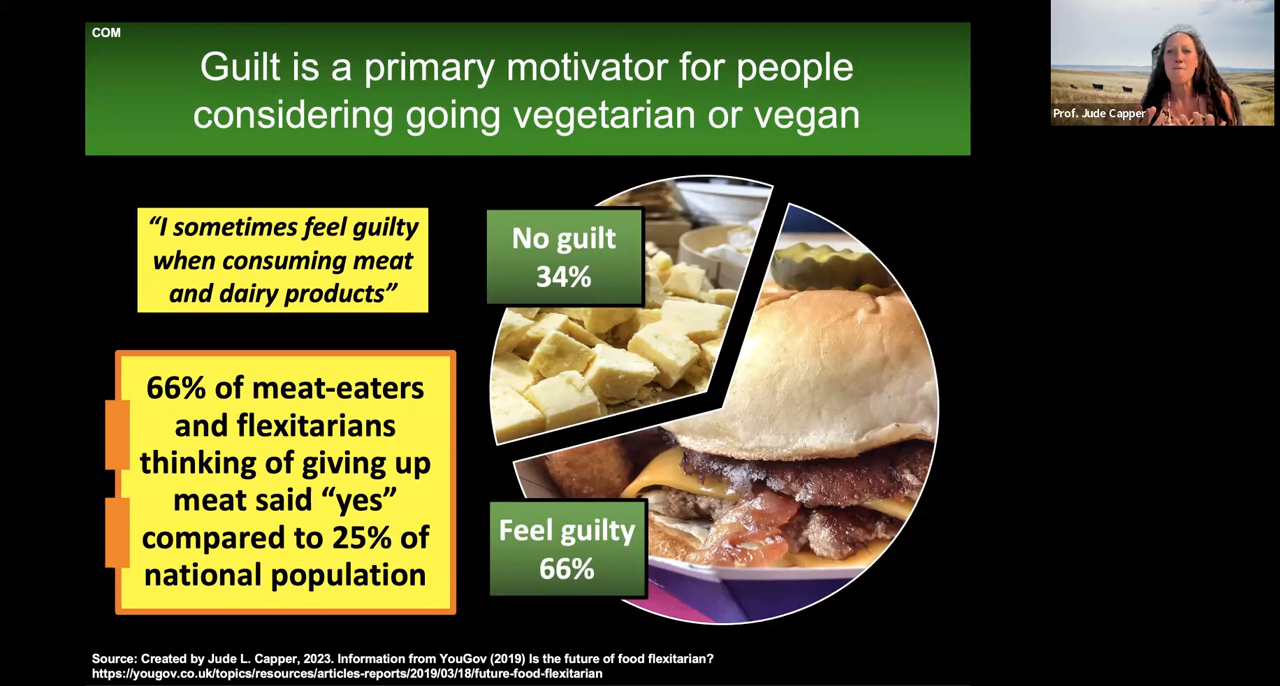 COM
Guilt is a primary motivator for people
considering going vegetarian or vegan
Prof. Jude Capper
“I sometimes feel guilty
when consuming meat
and dairy products”
No guilt
34%
66% of meat-eaters
and flexitarians
thinking of giving up
meat said “yes”
compared to 25% of
national population
Feel guilty
66%
Source: Created by Jude L. Capper, 2023. Information from YouGov (2019) Is the future of food flexitarian?
https://yougov.co.uk/topics/resources/articles-reports/2019/03/18/future-food-flexitarian